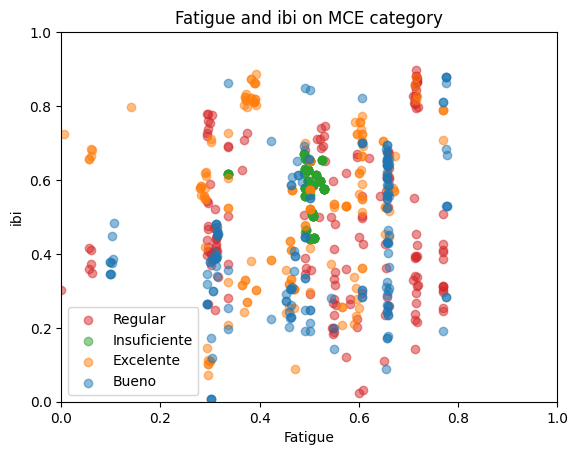 Fatigue and ibi on MCE category
1.0
0.8
0.6
0.4
0.2
0.0
ibi
Regular
Insuficiente
Excelente
Bueno
0.0 0.2 0.4 0.6 0.8 1.0
Fatigue